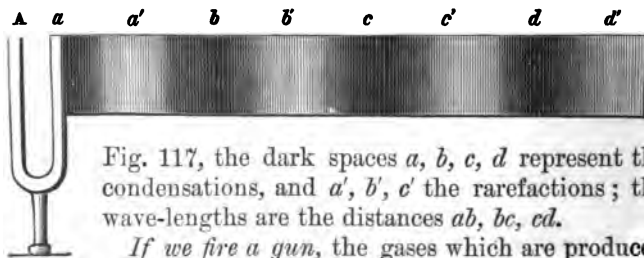 A a a' b b' c c' d d'
Fig. 117, the dark spaces a, b, c, d represent th
condensations, and a', b', c' the rarefactions; th
wave-lengths are the distances ab, bc, cd.
If we fire a gun, the gases which are produce